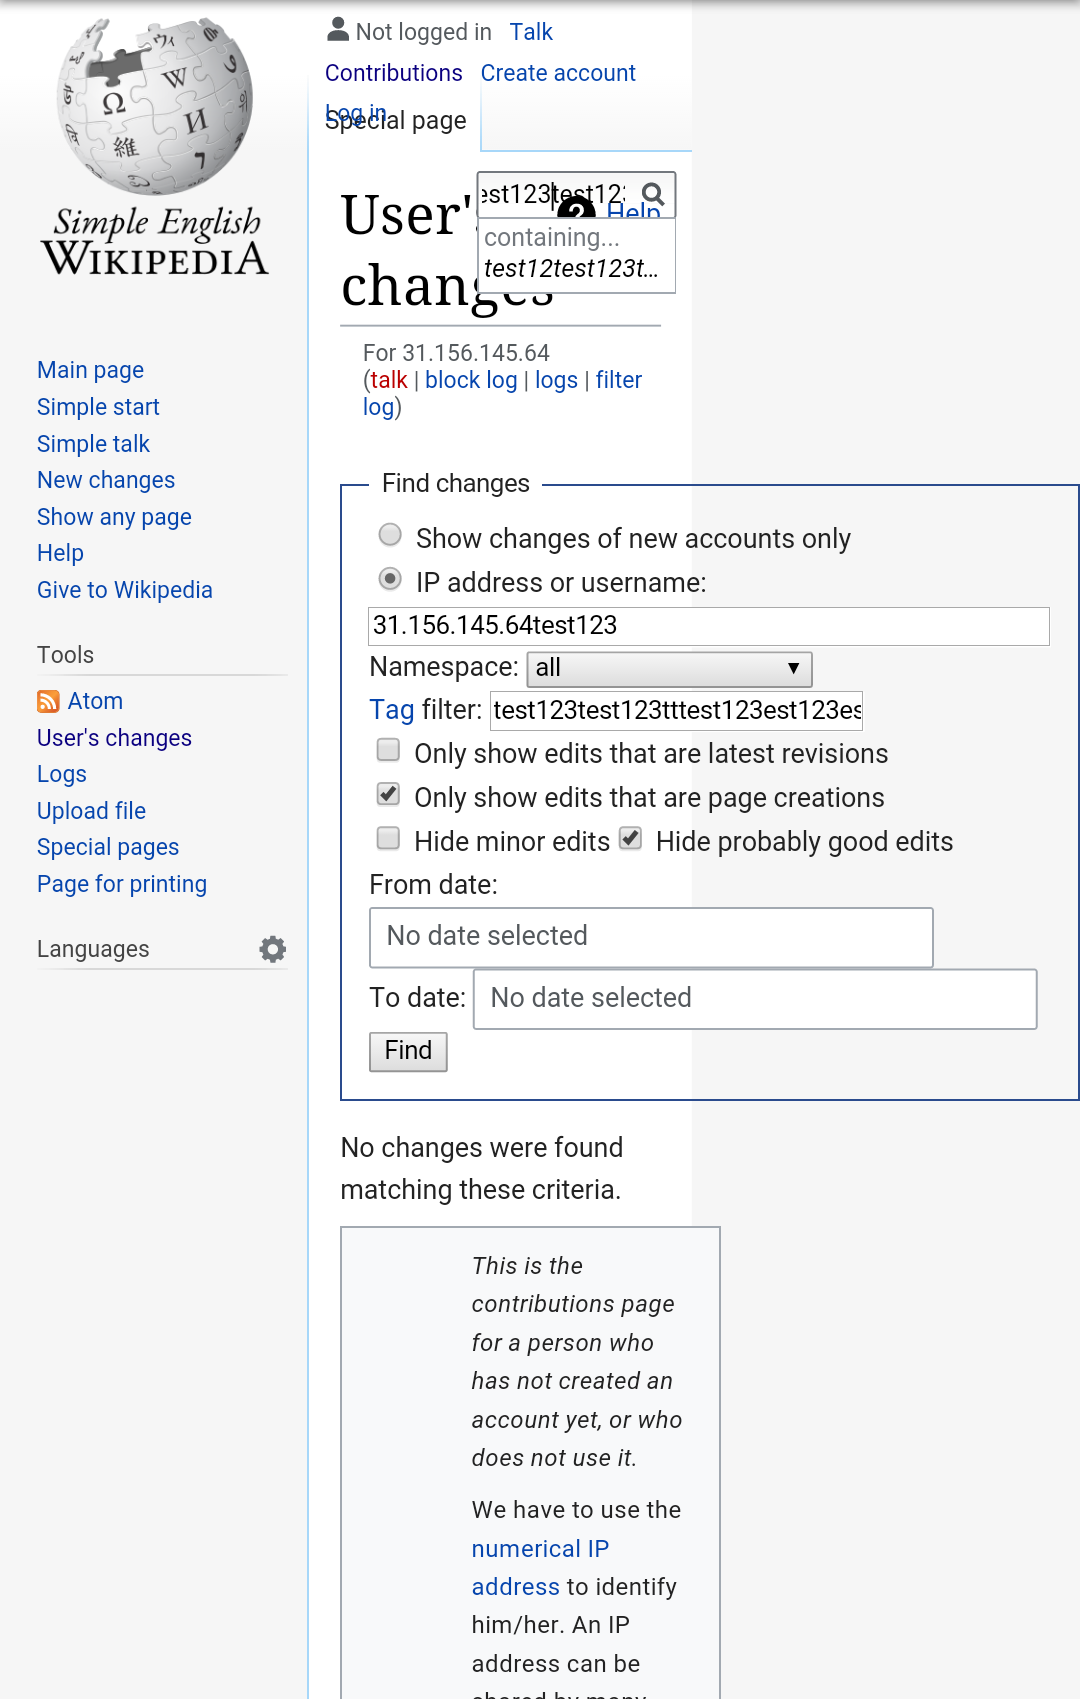 Simple English
WIKIPEDIA
Not logged in Talk
Contributions Create account
Log in
Special page
est123test12
Help
containing...
test12test123t...
User'
changes
For 31.156.145.64
(talk | block log | logs | filter
log)
Main page
Simple start
Simple talk
New changes
Show any page
Help
Give to Wikipedia
Tools
Atom
User's changes
Logs
Upload file
Special pages
Page for printing
Languages
Find changes
Show changes of new accounts only
IP address or username:
31.156.145.64test123
Namespace: all
Tag filter: test123test123tttest123est123es
Only show edits that are latest revisions
Only show edits that are page creations
Hide minor edits Hide probably good edits
From date:
No date selected
To date: No date selected
Find
No changes were found
matching these criteria.
This is the
contributions page
for a person who
has not created an
account yet, or who
does not use it.
We have to use the
numerical IP
address to identify
him/her. An IP
address can be
shared by many